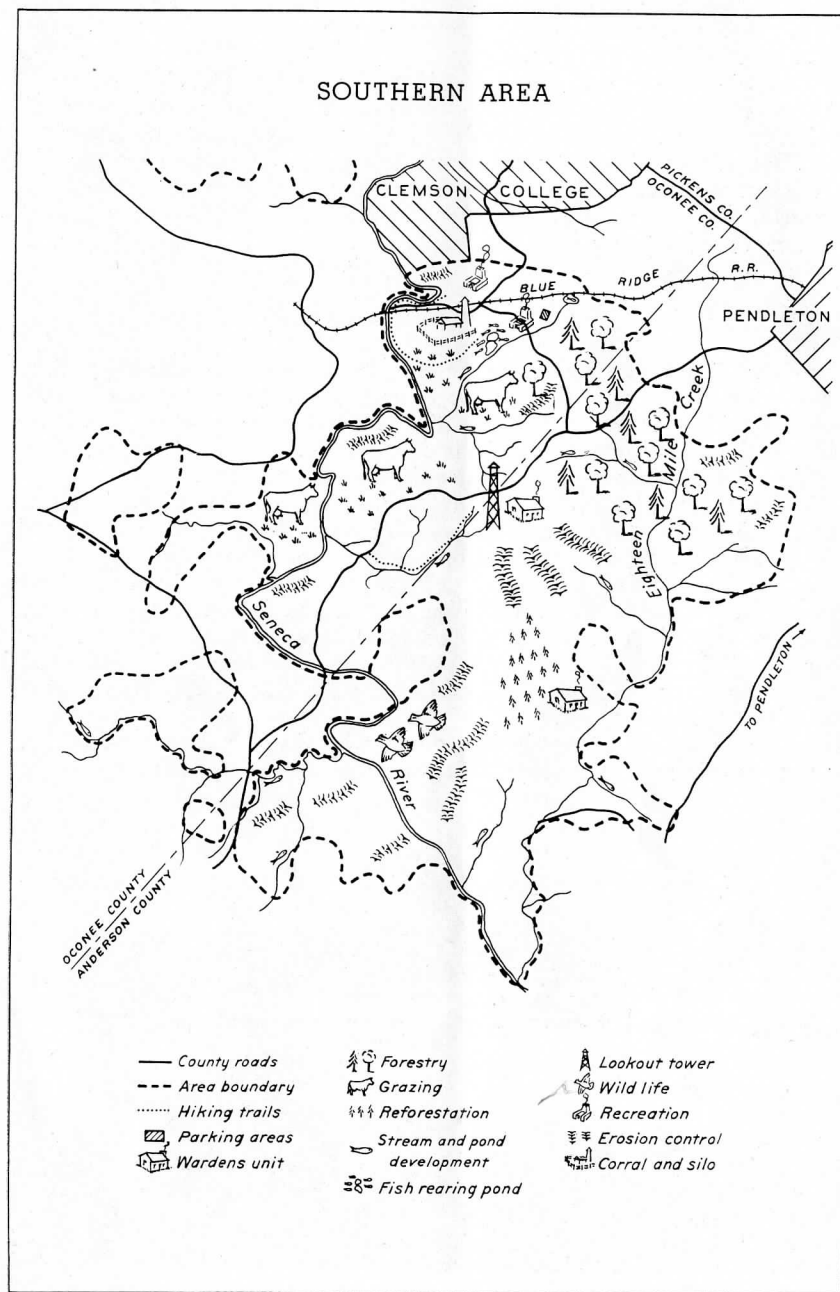 SOUTHERN AREA
CLEMSON COLLEGE
PICKENS CO.
OCONEE CO.
BLUE RIDGE R.R.
PENDLETON
Eighteen Mile Creek
Seneca River
TO PENDLETON
OCONEE COUNTY
ANDERSON COUNTY
County roads
Area boundary
Hiking trails
Parking areas
Wardens unit
Forestry
Grazing
Reforestation
Stream and pond
development
Fish rearing pond
Lookout tower
Wild life
Recreation
Erosion control
Corral and silo